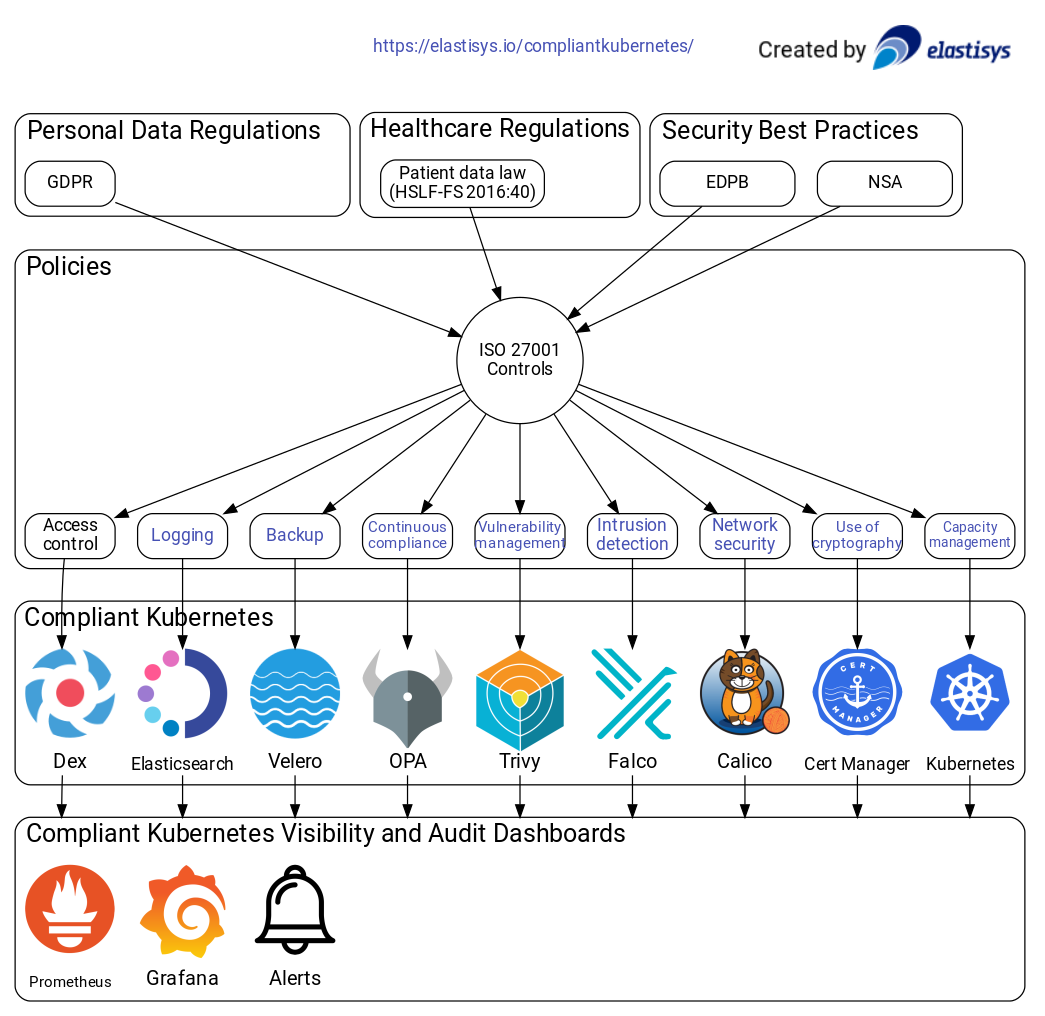 https://elastisys.io/compliantkubernetes/
Created by elastisys
Personal Data Regulations
Healthcare Regulations
Security Best Practices
GDPR
Patient data law
(HSLF-FS 2016:40)
EDPB
NSA
Policies
ISO 27001
Controls
Access
control
Logging
Backup
Continuous
compliance
Vulnerability
management
Intrusion
detection
Network
security
Use of
cryptography
Capacity
management
Compliant Kubernetes
CERT
MANAGER
Dex
Elasticsearch
Velero
OPA
Trivy
Falco
Calico
Cert Manager
Kubernetes
Compliant Kubernetes Visibility and Audit Dashboards
Prometheus
Grafana
Alerts